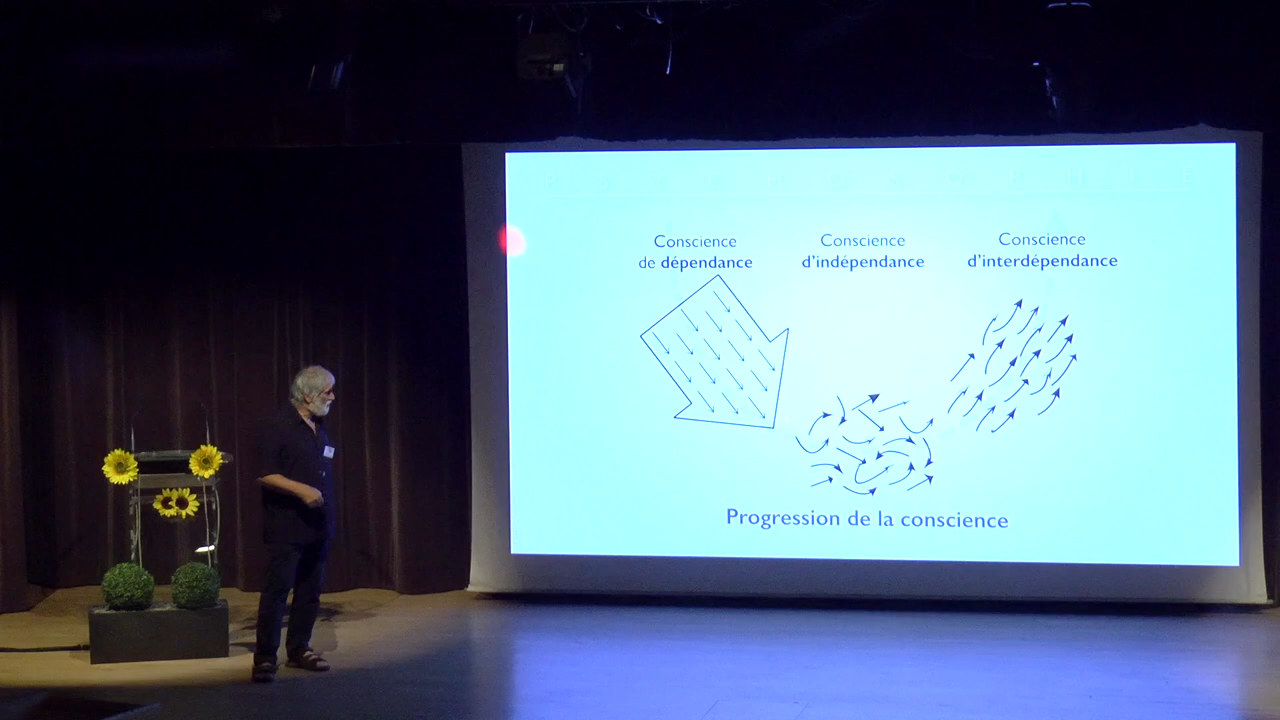 Conscience
de dépendance
Conscience
d'indépendance
Conscience
d'interdépendance
Progression de la conscience